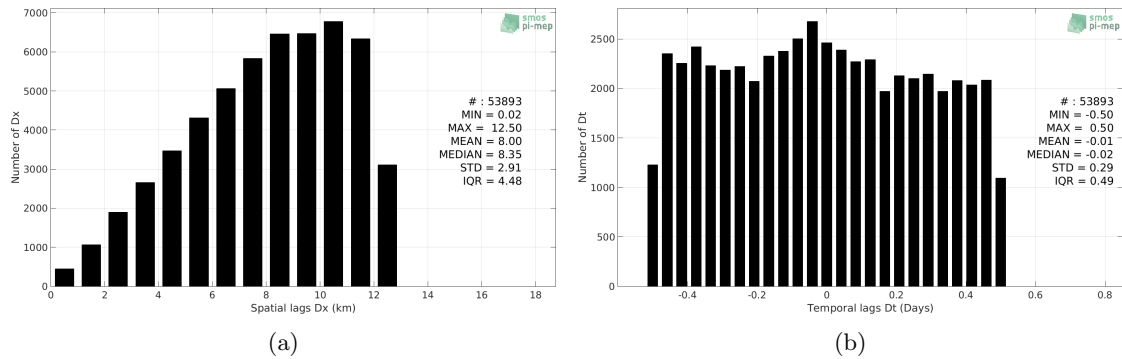 7000
6000
5000
4000
3000
2000
1000
0
Number of Dx
smos
pi-mep
# : 53893
MIN = 0.02
MAX = 12.50
MEAN = 8.00
MEDIAN = 8.35
STD = 2.91
IQR = 4.48
0 2 4 6 8 10 12 14 16 18
Spatial lags Dx (km)
(a)
2500
2000
1500
1000
500
0
Number of Dt
smos
pi-mep
# : 53893
MIN = -0.50
MAX = 0.50
MEAN = -0.01
MEDIAN = -0.02
STD = 0.29
IQR = 0.49
-0.4 -0.2 0 0.2 0.4 0.6 0.8
Temporal lags Dt (Days)
(b)